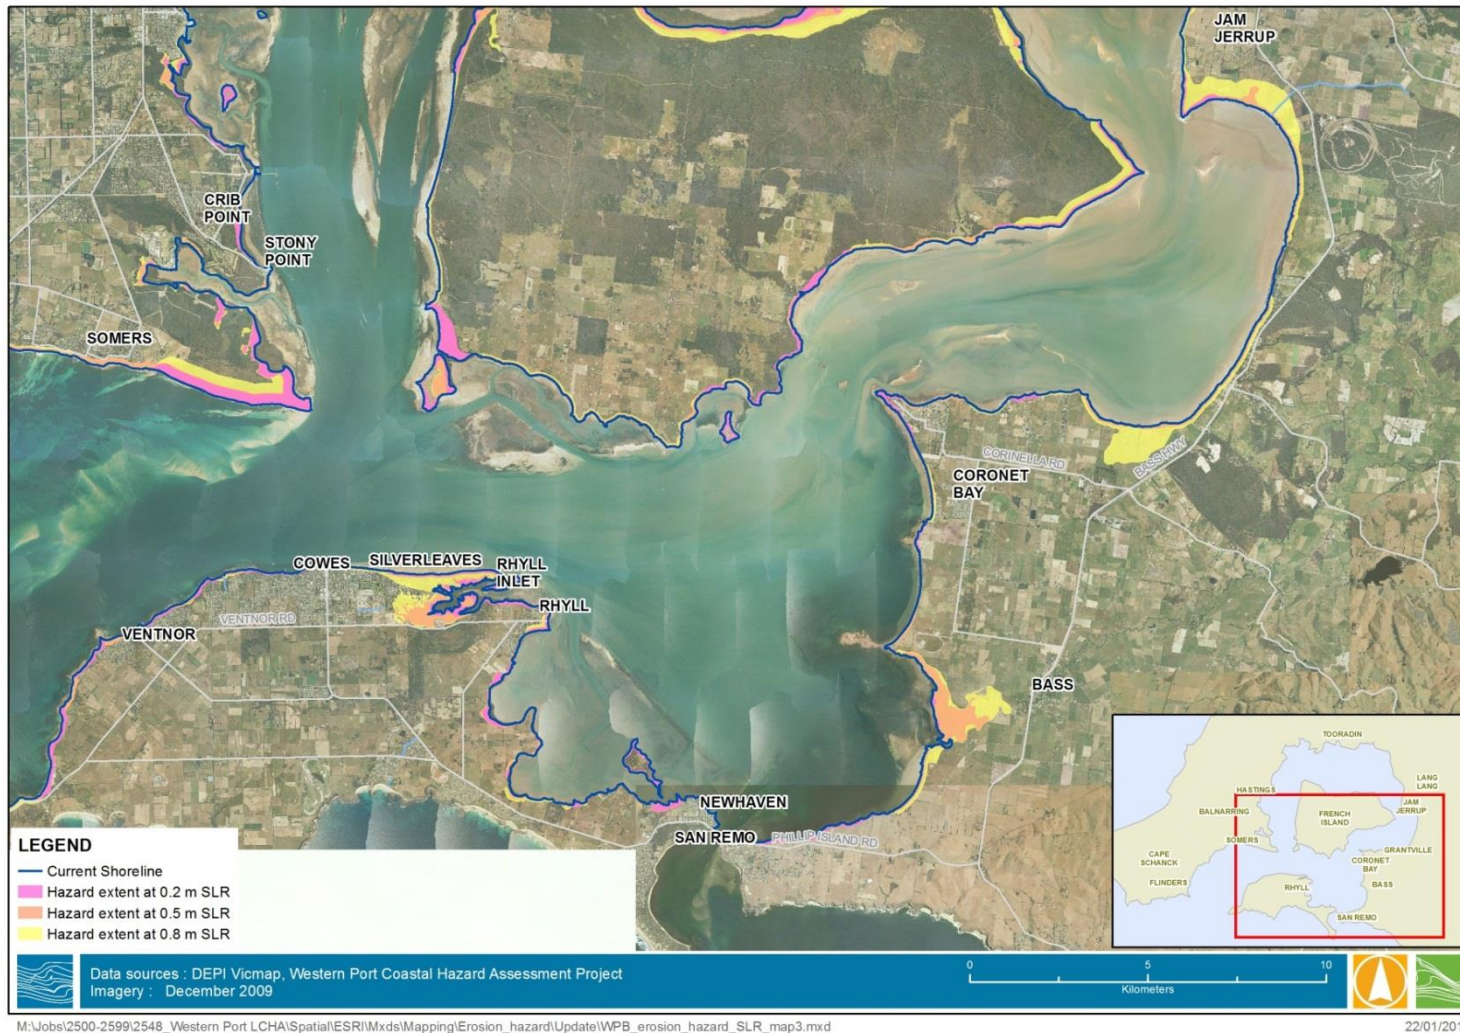 JAM
JERRUP
CRIB
POINT
STONY
POINT
SOMERS
CORINELLA RD
BASS HWY
CORONET
BAY
COWES
SILVERLEAVES
RHYLL
INLET
RHYLL
VENTNOR RD
VENTNOR
BASS
NEWHAVEN
SAN REMO
PHILLIP ISLAND RD
TOORADIN
LANG
LANG
HASTINGS
JAM
JERRUP
BALNARRING
FRENCH
ISLAND
SOMERS
GRANTVILLE
CAPE
SCHANCK
CORONET
BAY
FLINDERS
RHYLL
BASS
SAN REMO
LEGEND
Current Shoreline
Hazard extent at 0.2 m SLR
Hazard extent at 0.5 m SLR
Hazard extent at 0.8 m SLR
Data sources : DEPI Vicmap, Western Port Coastal Hazard Assessment Project
Imagery : December 2009
0 5 10
Kilometers
M:\Jobs\2500-2599\2548_Western Port LCHA\Spatial\ESRI\Mxds\Mapping\Erosion_hazard\Update\WPB_erosion_hazard_SLR_map3.mxd